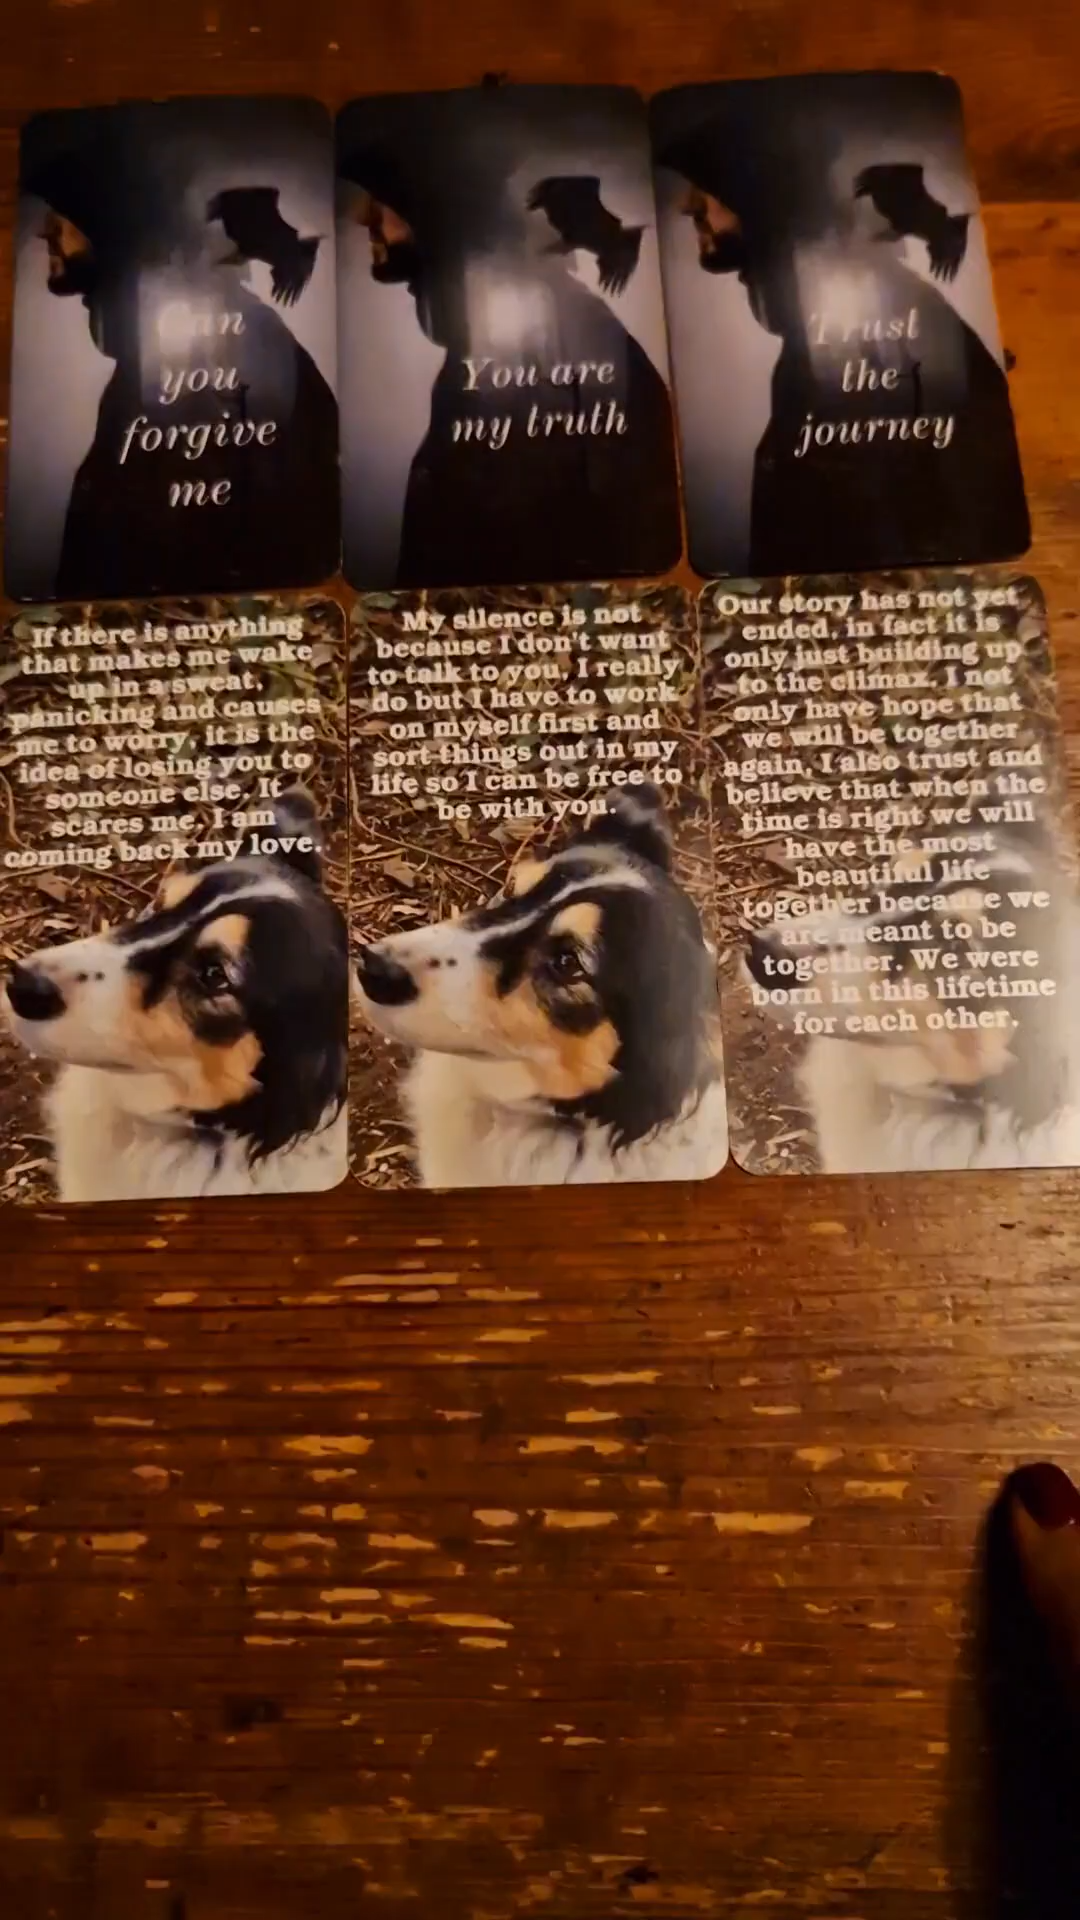 Can
you
forgive
me
You are
my truth
Trust
the
journey
If there is anything
that makes me wake
up in a sweat,
panicking and causes
me to worry, it is the
idea of losing you to
someone else. It
scares me. I am
coming back my love.
My silence is not
because I don't want
to talk to you, I really
do but I have to work
on myself first and
sort things out in my
life so I can be free to
be with you.
Our story has not yet
ended, in fact it is
only just building up
to the climax. I not
only have hope that
we will be together
again, I also trust and
believe that when the
time is right we will
have the most
beautiful life
together because we
are meant to be
together. We were
born in this lifetime
for each other.